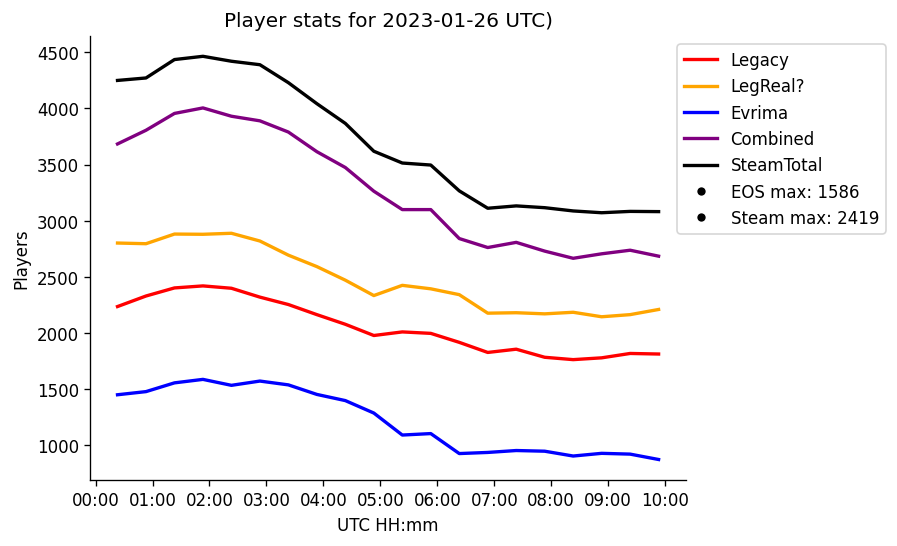 Player stats for 2023-01-26 UTC)
Players
4500
4000
3500
3000
2500
2000
1500
1000
00:00 01:00 02:00 03:00 04:00 05:00 06:00 07:00 08:00 09:00 10:00
UTC HH:mm
Legacy
LegReal?
Evrima
Combined
SteamTotal
EOS max: 1586
Steam max: 2419